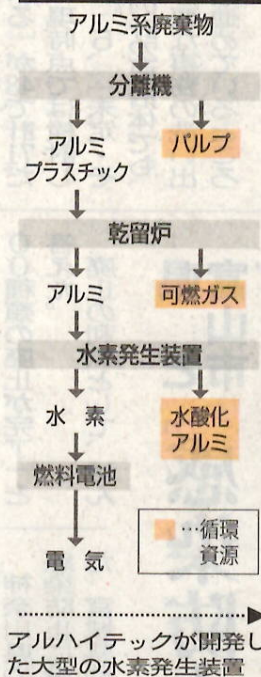 アルミ系廃棄物
分離機
アルミ
プラスチック
パルプ
乾留炉
アルミ
可燃ガス
水素発生装置
水 素
水酸化
アルミ
燃料電池
電 気
…循環
資源
アルハイテックが開発し
た大型の水素発生装置